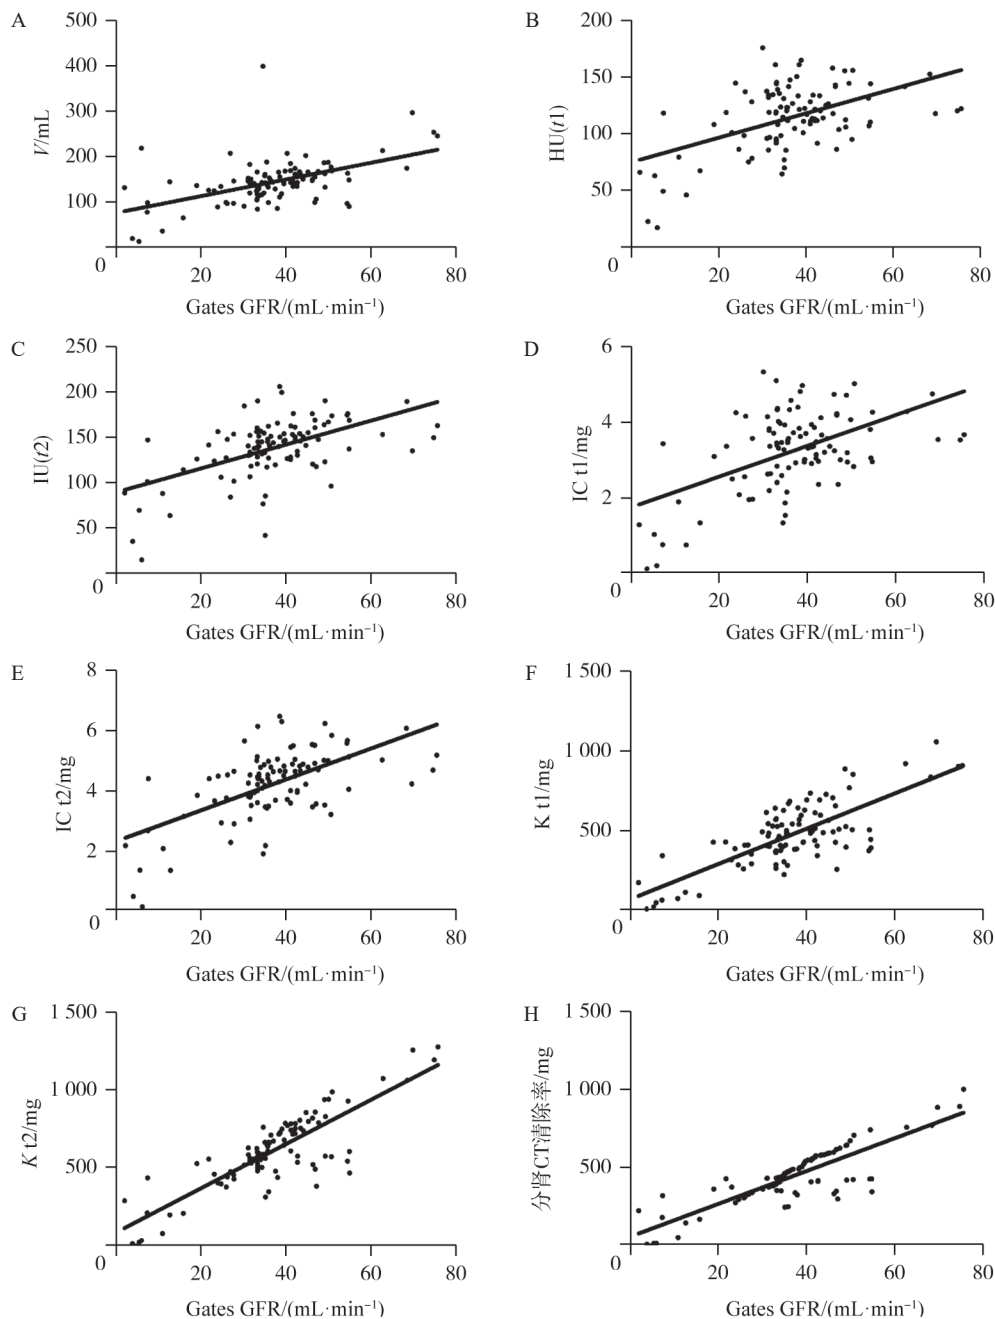 A
500
400
300
200
100
0
V/mL
20
40
60
80
Gates GFR/(mL·min⁻¹)
B
200
150
100
50
0
HU(t1)
20
40
60
80
Gates GFR/(mL·min⁻¹)
C
250
200
150
100
50
0
IU(t2)
20
40
60
80
Gates GFR/(mL·min⁻¹)
D
6
4
2
0
IC t1/mg
20
40
60
80
Gates GFR/(mL·min⁻¹)
E
8
6
4
2
0
IC t2/mg
20
40
60
80
Gates GFR/(mL·min⁻¹)
F
1 500
1 000
500
0
K t1/mg
20
40
60
80
Gates GFR/(mL·min⁻¹)
G
1 500
1 000
500
0
K t2/mg
20
40
60
80
Gates GFR/(mL·min⁻¹)
H
1 500
1 000
500
0
分肾CT清除率/mg
20
40
60
80
Gates GFR/(mL·min⁻¹)